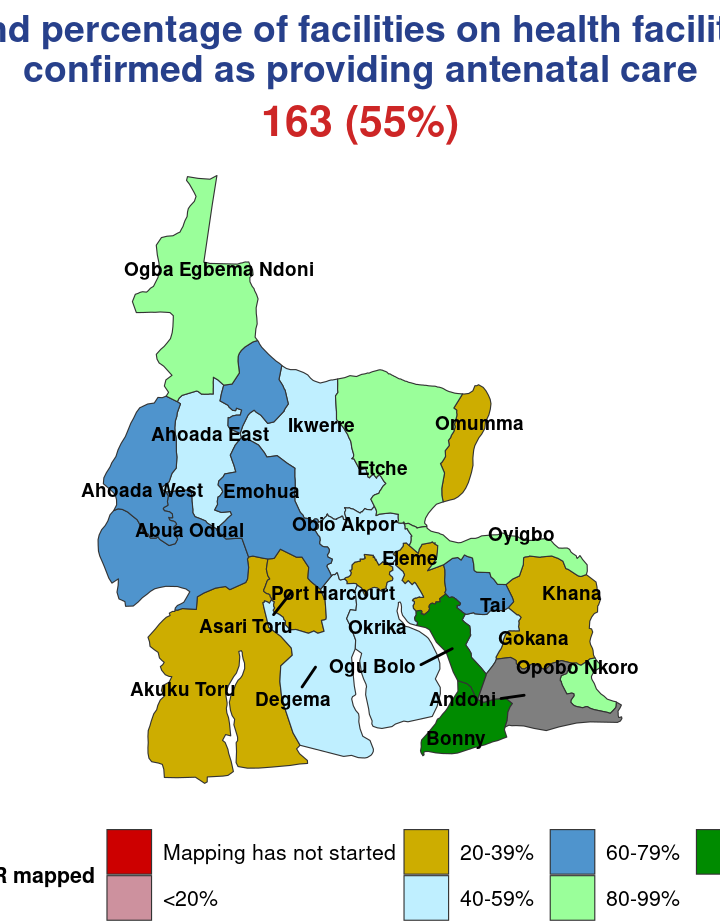 percentage of facilities on health
confirmed as providing antenatal care
163 (55%)
Ogba Egbema Ndoni
Ikwerre
Omumma
Ahoada East
Etche
Ahoada West
Emohua
Obio Akpor
Abua Odual
Oyigbo
Eleme
Port Harcourt
Khana
Tai
Asari Toru
Okrika
Gokana
Ogu Bolo
Opobo Nkoro
Akuku Toru
Degema
Andoni
Bonny
Mapping has not started
20-39%
60-79%
mapped
<20%
40-59%
80-99%